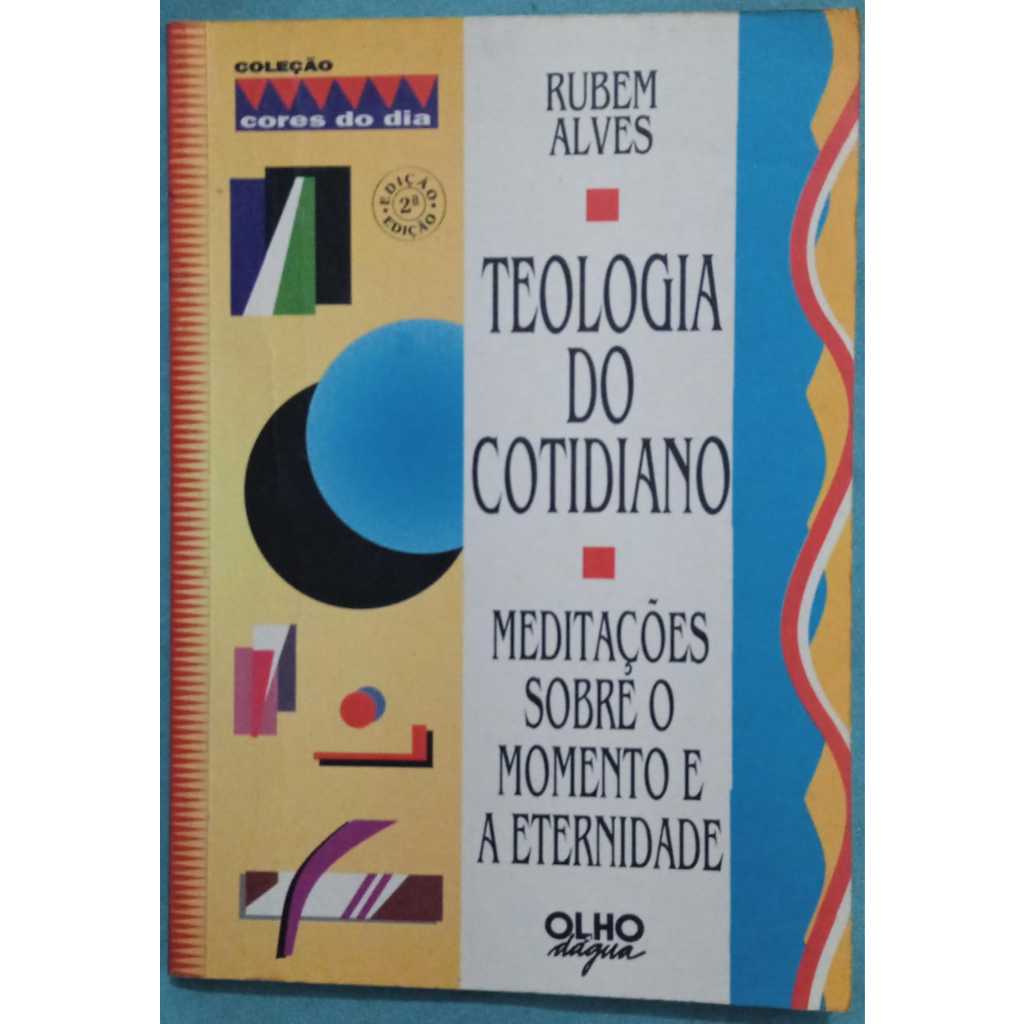 COLEÇÃO
cores do dia
•EDIÇÃO•
2ª
EDIÇÃO
RUBEM
ALVES
TEOLOGIA
DO
COTIDIANO
MEDITAÇÕES
SOBRE O
MOMENTO E
A ETERNIDADE
OLHO
dágua